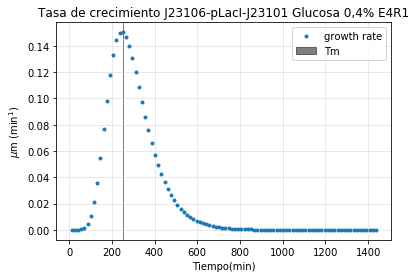 Tasa de crecimiento J23106-pLacI-J23101 Glucosa 0,4% E4R1
growth rate
Tm
μm (min¹)
0.14
0.12
0.10
0.08
0.06
0.04
0.02
0.00
0 200 400 600 800 1000 1200 1400
Tiempo(min)